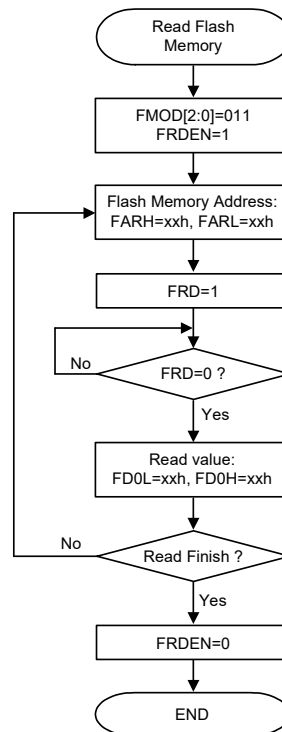 Read Flash
Memory
FMOD[2:0]=011
FRDEN=1
Flash Memory Address:
FARH=xxh, FARL=xxh
FRD=1
No
FRD=0 ?
Yes
Read value:
FD0L=xxh, FD0H=xxh
No
Read Finish ?
Yes
FRDEN=0
END